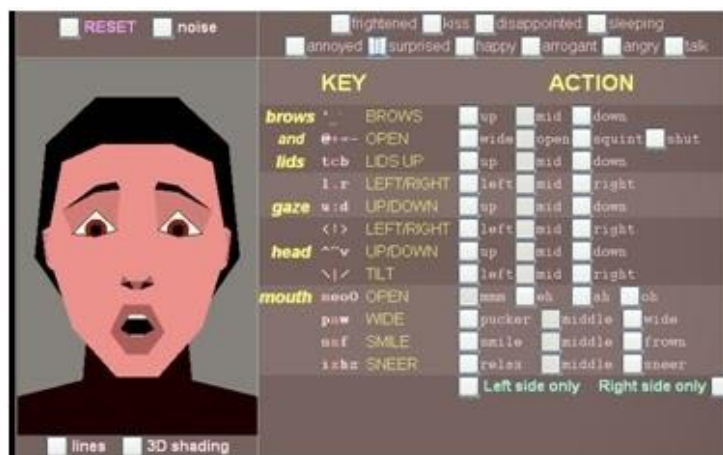 RESET noise
frightened kiss disappointed sleeping
annoyed surprised happy arrogant angry talk
KEY ACTION
brows BROWS up mid down
and @+=- OPEN wide open squint shut
lids tcb LIDS UP up mid down
l.r LEFT/RIGHT left mid right
gaze u:d UP/DOWN up mid down
<!> LEFT/RIGHT left mid right
head ^~v UP/DOWN up mid down
\|/ TILT left mid right
mouth OPEN mmm eh ah oh
paw WIDE pucker middle wide
SMILE smile middle frown
SNEER relax middle sneer
Left side only Right side only
lines 3D shading